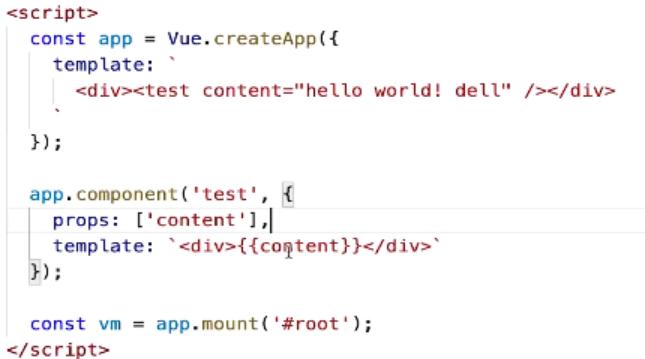 <script>
  const app = Vue.createApp({
    template: `
      <div><test content="hello world! dell" /></div>
    `
  });

  app.component('test', {
    props: ['content'],
    template: `<div>{{content}}</div>`
  });

  const vm = app.mount('#root');
</script>